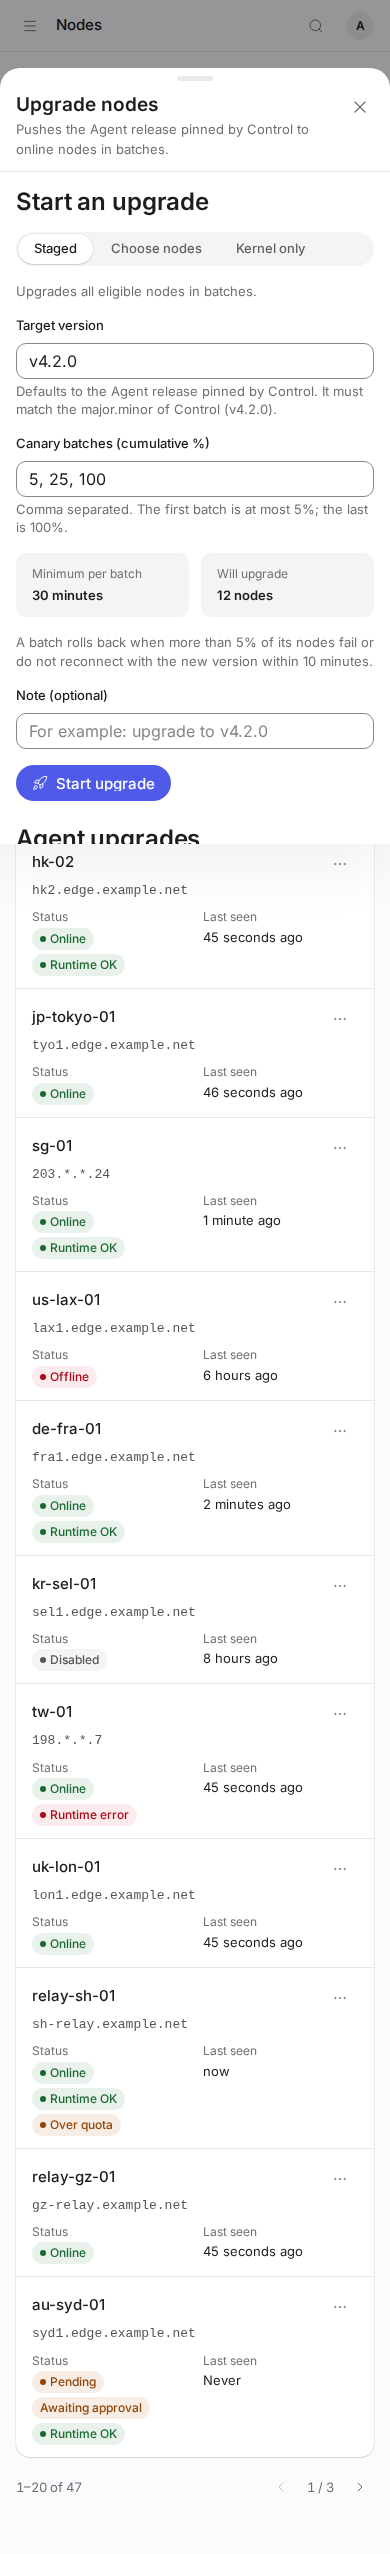 Nodes
A
Upgrade nodes
Pushes the Agent release pinned by Control to
online nodes in batches.
Start an upgrade
Staged
Choose nodes
Kernel only
Upgrades all eligible nodes in batches.
Target version
v4.2.0
Defaults to the Agent release pinned by Control. It must
match the major.minor of Control (v4.2.0).
Canary batches (cumulative %)
5, 25, 100
Comma separated. The first batch is at most 5%; the last
is 100%.
Minimum per batch
30 minutes
Will upgrade
12 nodes
A batch rolls back when more than 5% of its nodes fail or
do not reconnect with the new version within 10 minutes.
Note (optional)
For example: upgrade to v4.2.0
Start upgrade
Agent upgrades
hk-02
hk2.edge.example.net
Status
Last seen
Online
45 seconds ago
Runtime OK
jp-tokyo-01
tyo1.edge.example.net
Status
Last seen
Online
46 seconds ago
sg-01
203.*.*.24
Status
Last seen
Online
1 minute ago
Runtime OK
us-lax-01
lax1.edge.example.net
Status
Last seen
Offline
6 hours ago
de-fra-01
fra1.edge.example.net
Status
Last seen
Online
2 minutes ago
Runtime OK
kr-sel-01
sel1.edge.example.net
Status
Last seen
Disabled
8 hours ago
tw-01
198.*.*.7
Status
Last seen
Online
45 seconds ago
Runtime error
uk-lon-01
lon1.edge.example.net
Status
Last seen
Online
45 seconds ago
relay-sh-01
sh-relay.example.net
Status
Last seen
Online
now
Runtime OK
Over quota
relay-gz-01
gz-relay.example.net
Status
Last seen
Online
45 seconds ago
au-syd-01
syd1.edge.example.net
Status
Last seen
Pending
Never
Awaiting approval
Runtime OK
1–20 of 47
1 / 3